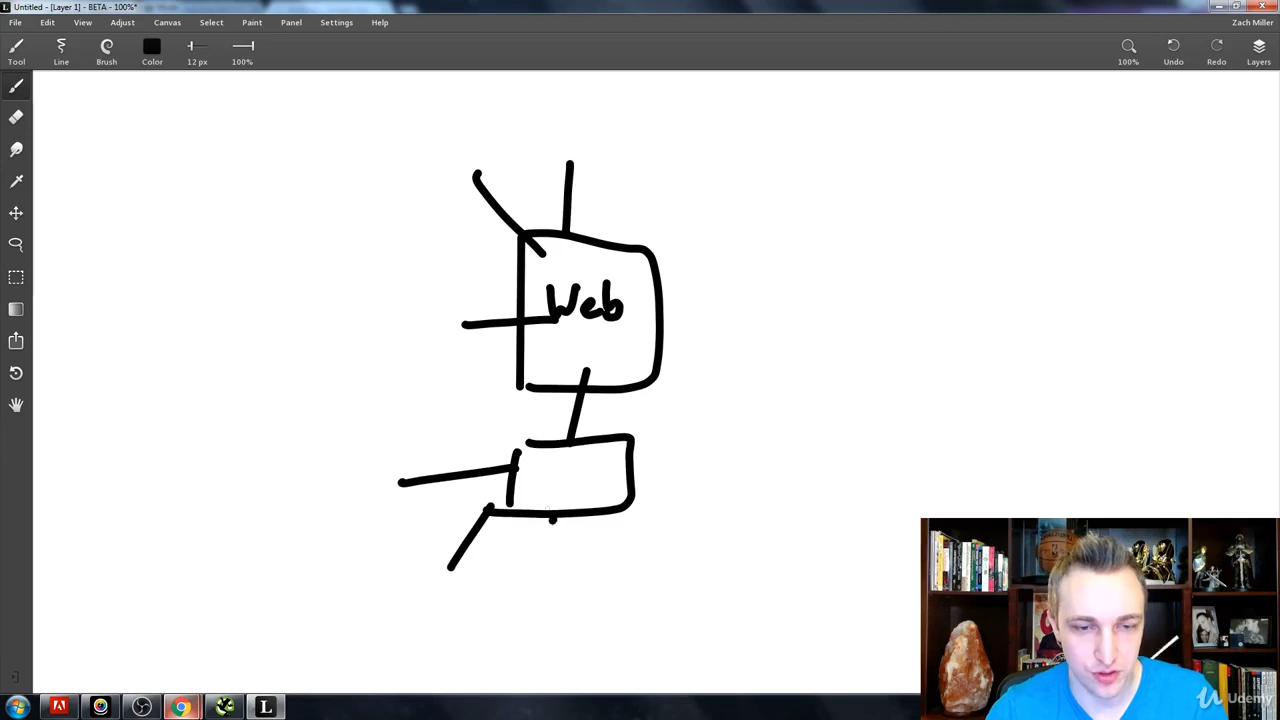 Untitled - [Layer 1] - BETA - 100%*
File Edit View Adjust Canvas Select Paint Panel Settings Help Zach Miller
Tool Line Brush Color 12 px 100% 100% Undo Redo Layers
Web
L
Udemy